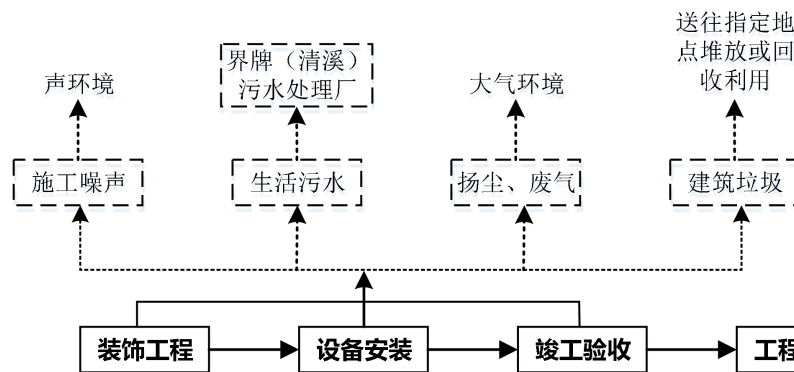 送往指定地
点堆放或回
收利用
界牌（清溪）
污水处理厂
声环境
大气环境
施工噪声
生活污水
扬尘、废气
建筑垃圾
装饰工程
设备安装
竣工验收
工程